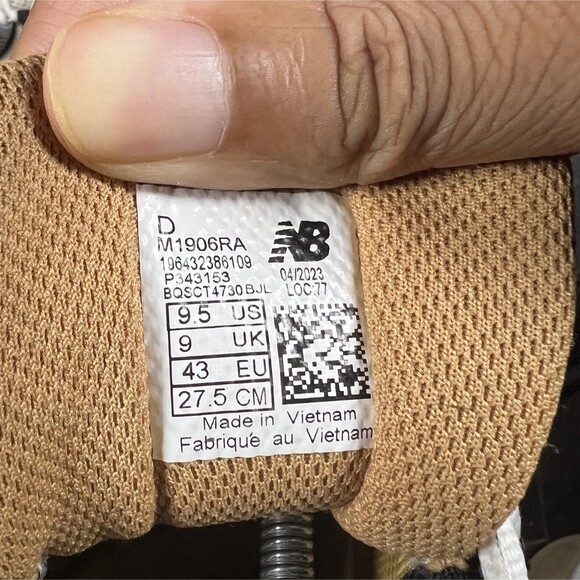 D
M1906RA
NB
196432386109
P343153 04/2023
BQSCT4730 BJL LOC:77
9.5 US
9 UK
43 EU
27.5 CM
Made in Vietnam
Fabriqué au Vietnam